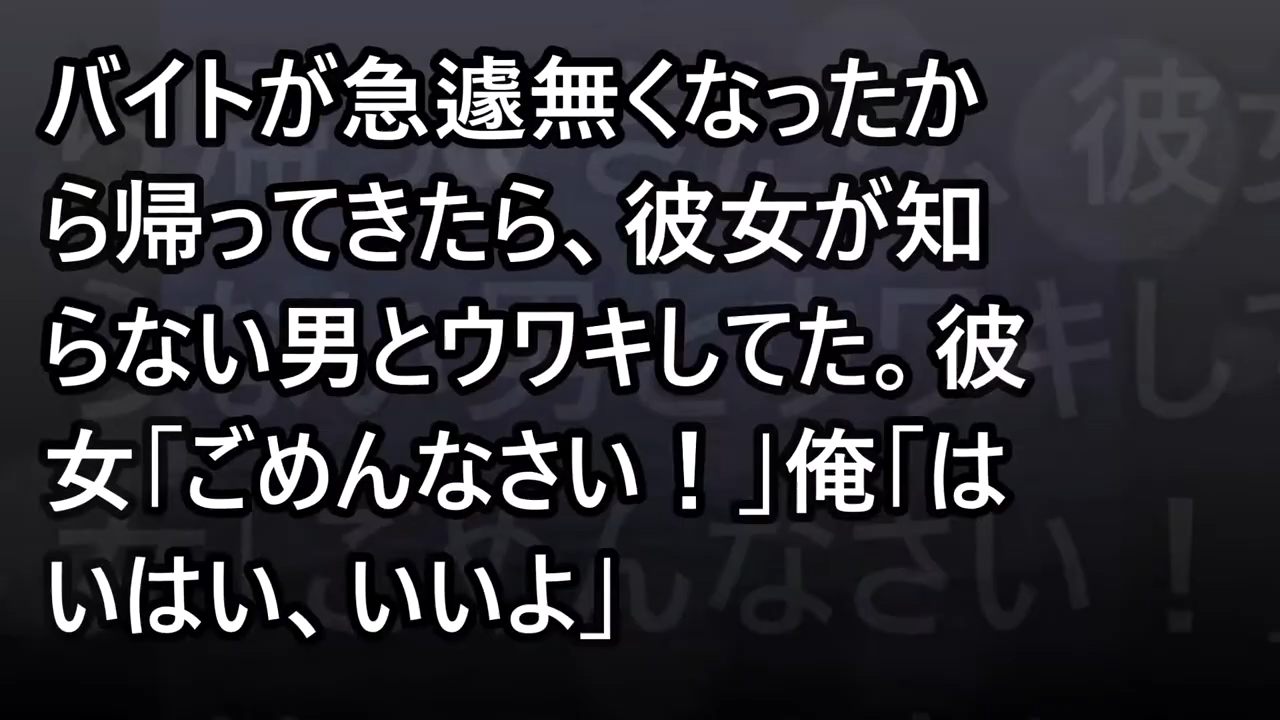 バイトが急遽無くなったか
ら帰ってきたら、彼女が知
らない男とウワキしてた。彼
女｢ごめんなさい！｣俺｢は
いはい、いいよ｣